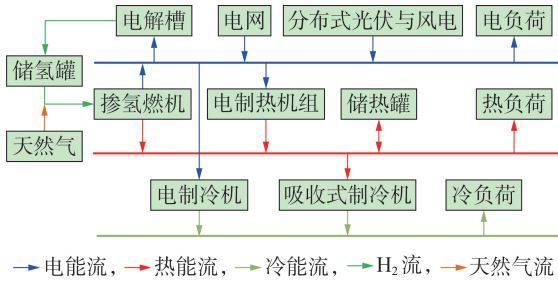 电解槽 电网 分布式光伏与风电 电负荷
储氢罐
掺氢燃机 电制热机组 储热罐 热负荷
天然气
电制冷机 吸收式制冷机 冷负荷
电能流, 热能流, 冷能流, H₂流, 天然气流